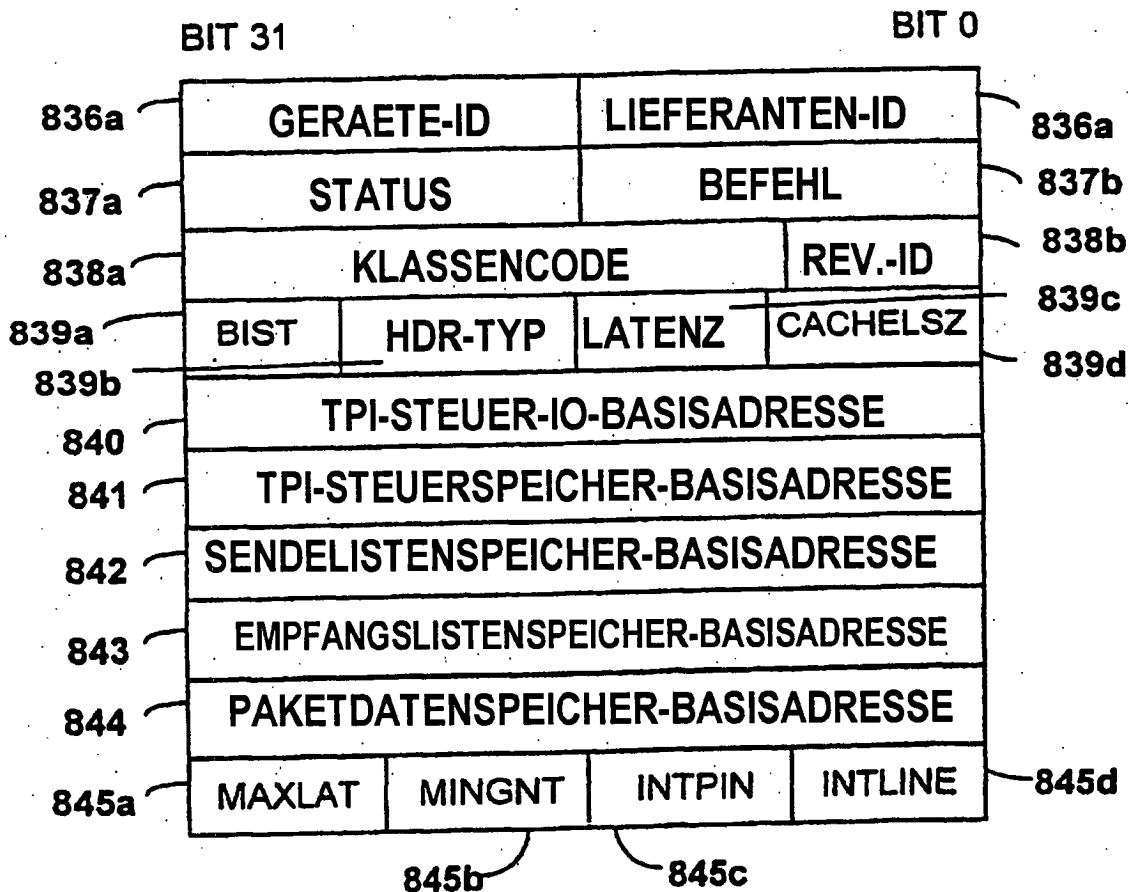 BIT 31 BIT 0
836a GERAETE-ID LIEFERANTEN-ID 836a
837a STATUS BEFEHL 837b
838a KLASSENCODE REV.-ID 838b
839a BIST HDR-TYP LATENZ CACHELSZ 839c
839b 839d
840 TPI-STEUER-IO-BASISADRESSE
841 TPI-STEUERSPEICHER-BASISADRESSE
842 SENDELISTENSPEICHER-BASISADRESSE
843 EMPFANGSLISTENSPEICHER-BASISADRESSE
844 PAKETDATENSPEICHER-BASISADRESSE
845a MAXLAT MINGNT INTPIN INTLINE 845d
845b 845c